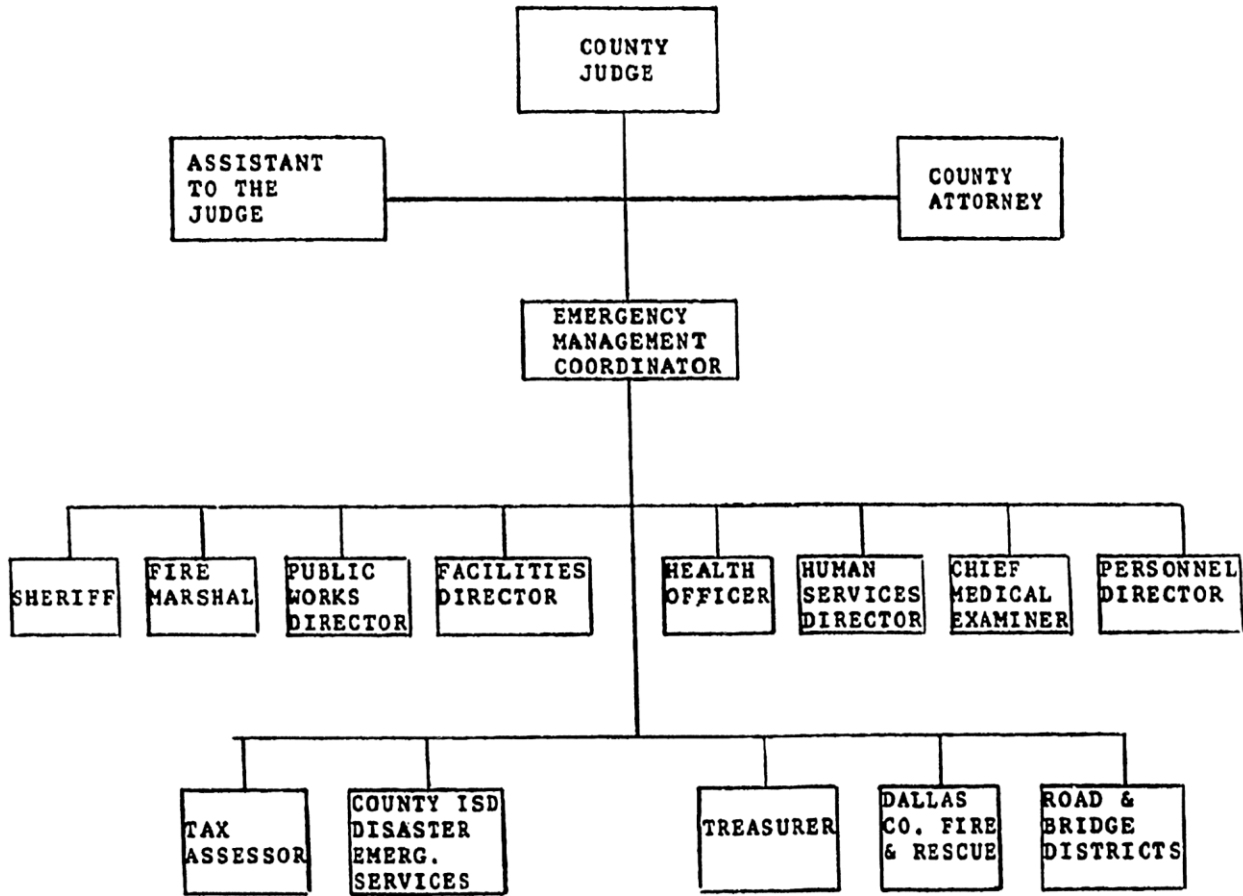 COUNTY
JUDGE
ASSISTANT
TO THE
JUDGE
COUNTY
ATTORNEY
EMERGENCY
MANAGEMENT
COORDINATOR
SHERIFF
FIRE
MARSHAL
PUBLIC
WORKS
DIRECTOR
FACILITIES
DIRECTOR
HEALTH
OFFICER
HUMAN
SERVICES
DIRECTOR
CHIEF
MEDICAL
EXAMINER
PERSONNEL
DIRECTOR
TAX
ASSESSOR
COUNTY ISD
DISASTER
EMERG.
SERVICES
TREASURER
DALLAS
CO. FIRE
& RESCUE
ROAD &
BRIDGE
DISTRICTS